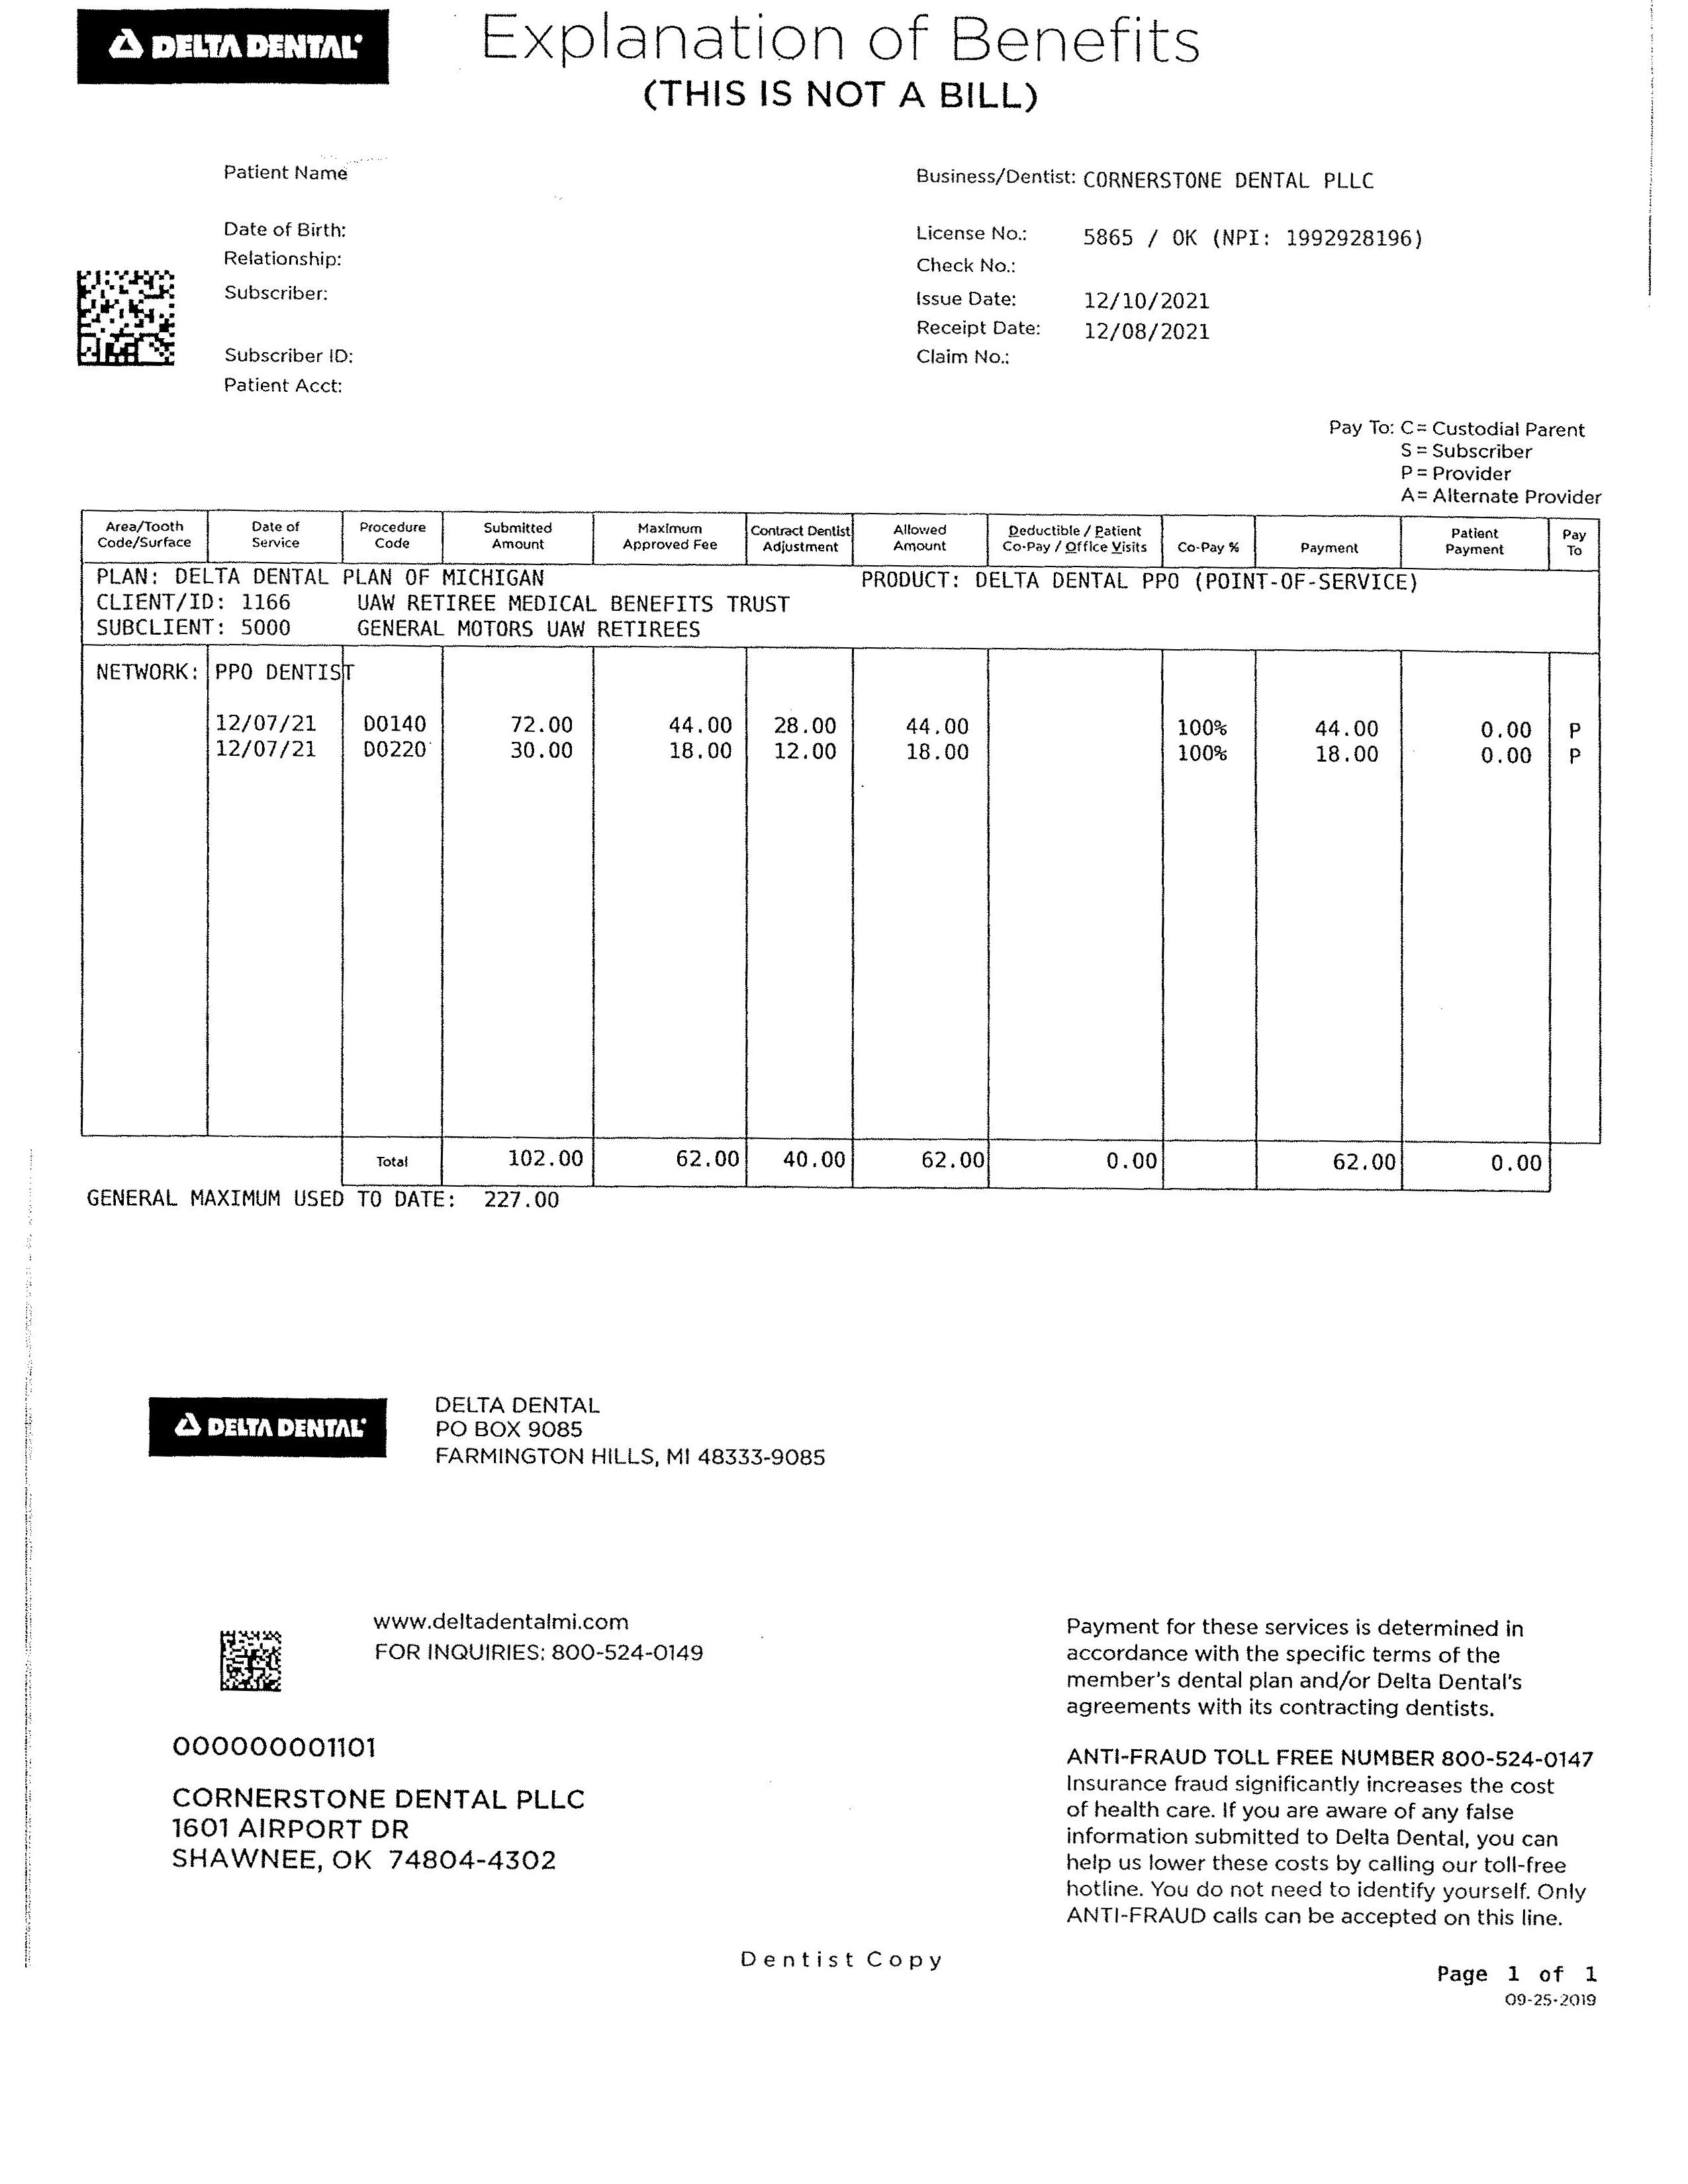 DELTA DENTAL
Explanation of Benefits
(THIS IS NOT A BILL)
Patient Name
Date of Birth:
Relationship:
Subscriber:
Subscriber ID:
Patient Acct:
Business/Dentist: CORNERSTONE DENTAL PLLC
License No.: 5865 / OK (NPI: 1992928196)
Check No.:
Issue Date: 12/10/2021
Receipt Date: 12/08/2021
Claim No.:
Pay To: C= Custodial Parent
S = Subscriber
P = Provider
A= Alternate Provider
Area/Tooth Code/Surface Date of Service Procedure Code Submitted Amount Maximum Approved Fee Contract Dentist Adjustment Allowed Amount Deductible / Patient Co-Pay / Office Visits Co-Pay % Payment Patient Payment Pay To
PLAN: DELTA DENTAL PLAN OF MICHIGAN PRODUCT: DELTA DENTAL PPO (POINT-OF-SERVICE)
CLIENT/ID: 1166 UAW RETIREE MEDICAL BENEFITS TRUST
SUBCLIENT: 5000 GENERAL MOTORS UAW RETIREES
NETWORK: PPO DENTIST
12/07/21 D0140 72.00 44.00 28.00 44.00 100% 44.00 0.00 P
12/07/21 D0220 30.00 18.00 12.00 18.00 100% 18.00 0.00 P
Total 102.00 62.00 40.00 62.00 0.00 62.00 0.00
GENERAL MAXIMUM USED TO DATE: 227.00
DELTA DENTAL
DELTA DENTAL
PO BOX 9085
FARMINGTON HILLS, MI 48333-9085
www.deltadentalmi.com
FOR INQUIRIES: 800-524-0149
000000001101
CORNERSTONE DENTAL PLLC
1601 AIRPORT DR
SHAWNEE, OK 74804-4302
Payment for these services is determined in
accordance with the specific terms of the
member's dental plan and/or Delta Dental's
agreements with its contracting dentists.
ANTI-FRAUD TOLL FREE NUMBER 800-524-0147
Insurance fraud significantly increases the cost
of health care. If you are aware of any false
information submitted to Delta Dental, you can
help us lower these costs by calling our toll-free
hotline. You do not need to identify yourself. Only
ANTI-FRAUD calls can be accepted on this line.
Dentist Copy
Page 1 of 1
09-25-2019